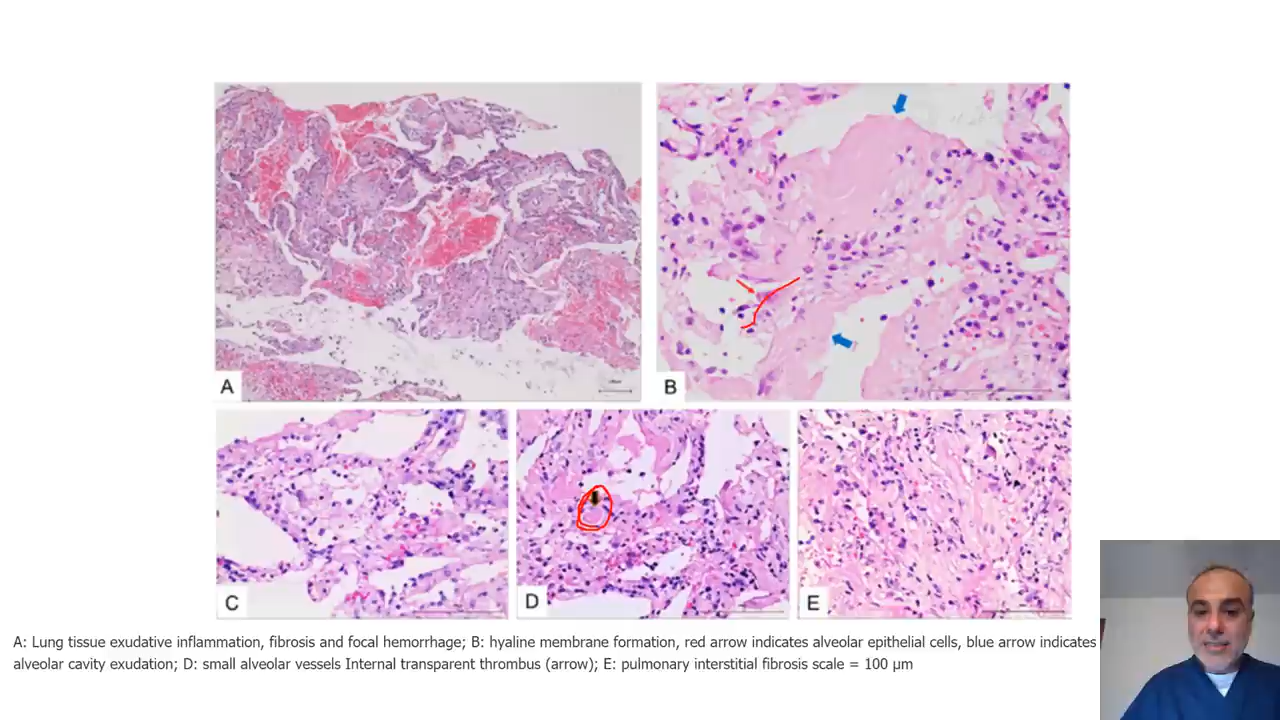 A
B
C
D
E
A: Lung tissue exudative inflammation, fibrosis and focal hemorrhage; B: hyaline membrane formation, red arrow indicates alveolar epithelial cells, blue arrow indicates
alveolar cavity exudation; D: small alveolar vessels Internal transparent thrombus (arrow); E: pulmonary interstitial fibrosis scale = 100 μm